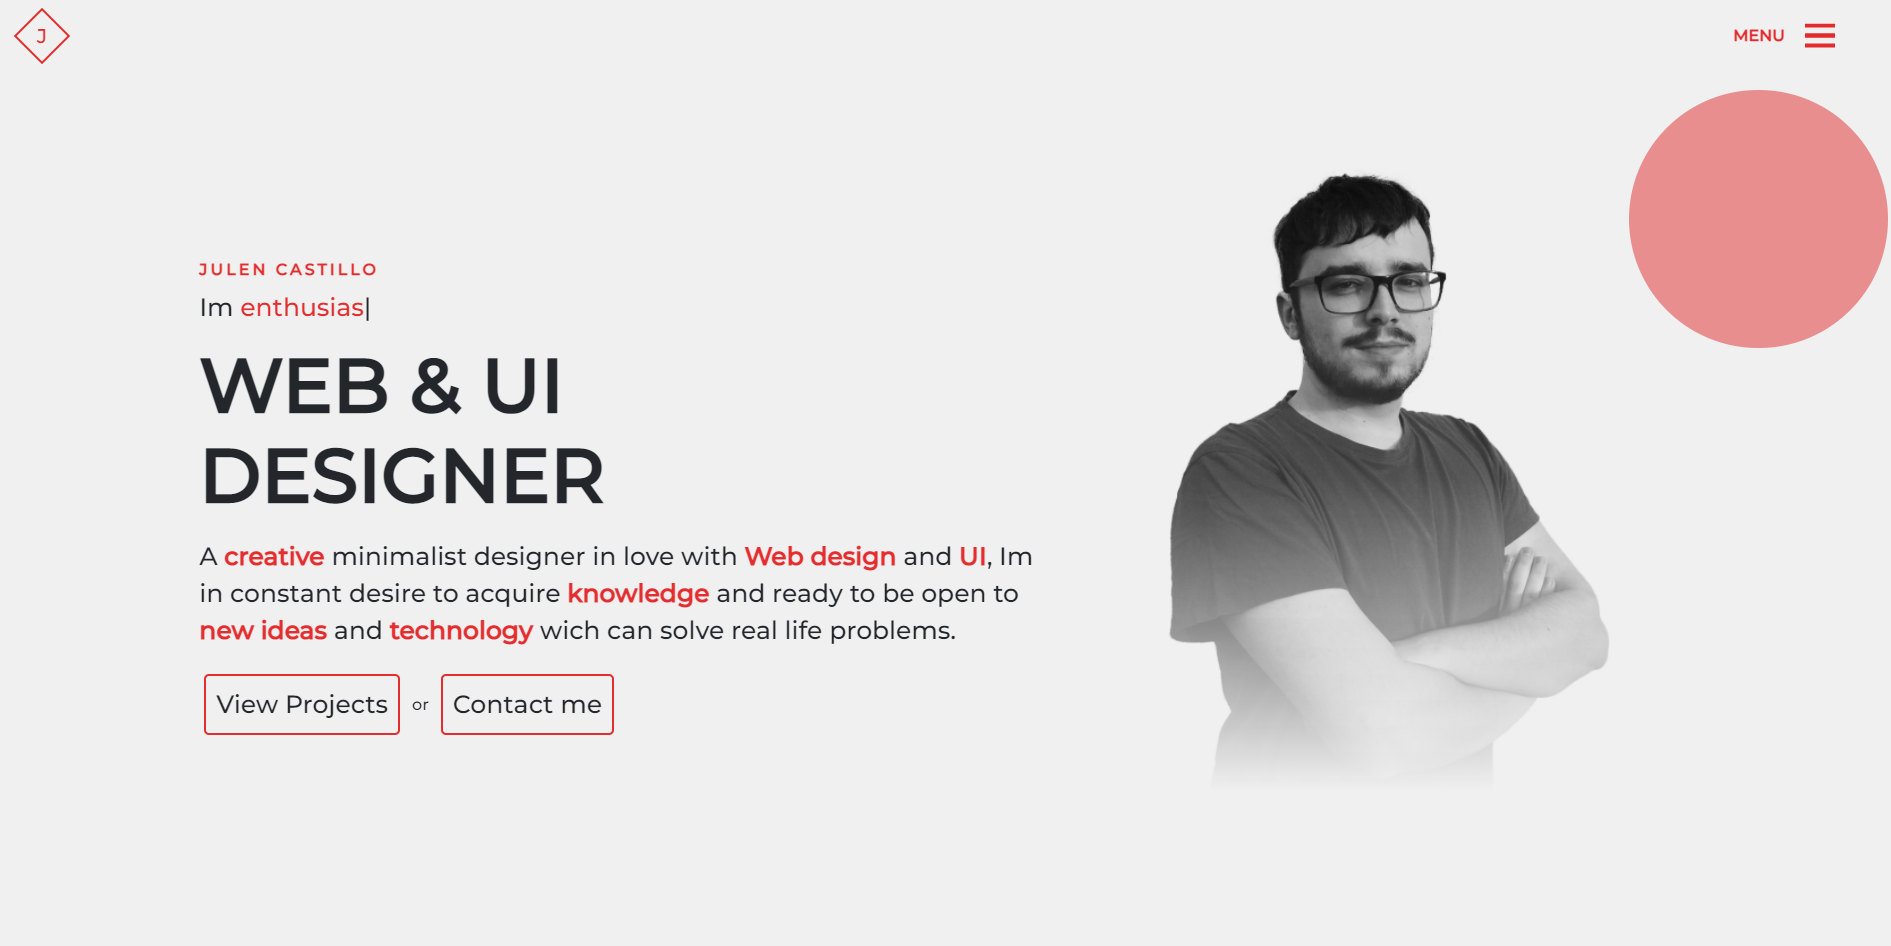 J
MENU
JULEN CASTILLO
Im enthusias|
WEB & UI
DESIGNER
A creative minimalist designer in love with Web design and UI, Im
in constant desire to acquire knowledge and ready to be open to
new ideas and technology wich can solve real life problems.
View Projects or Contact me